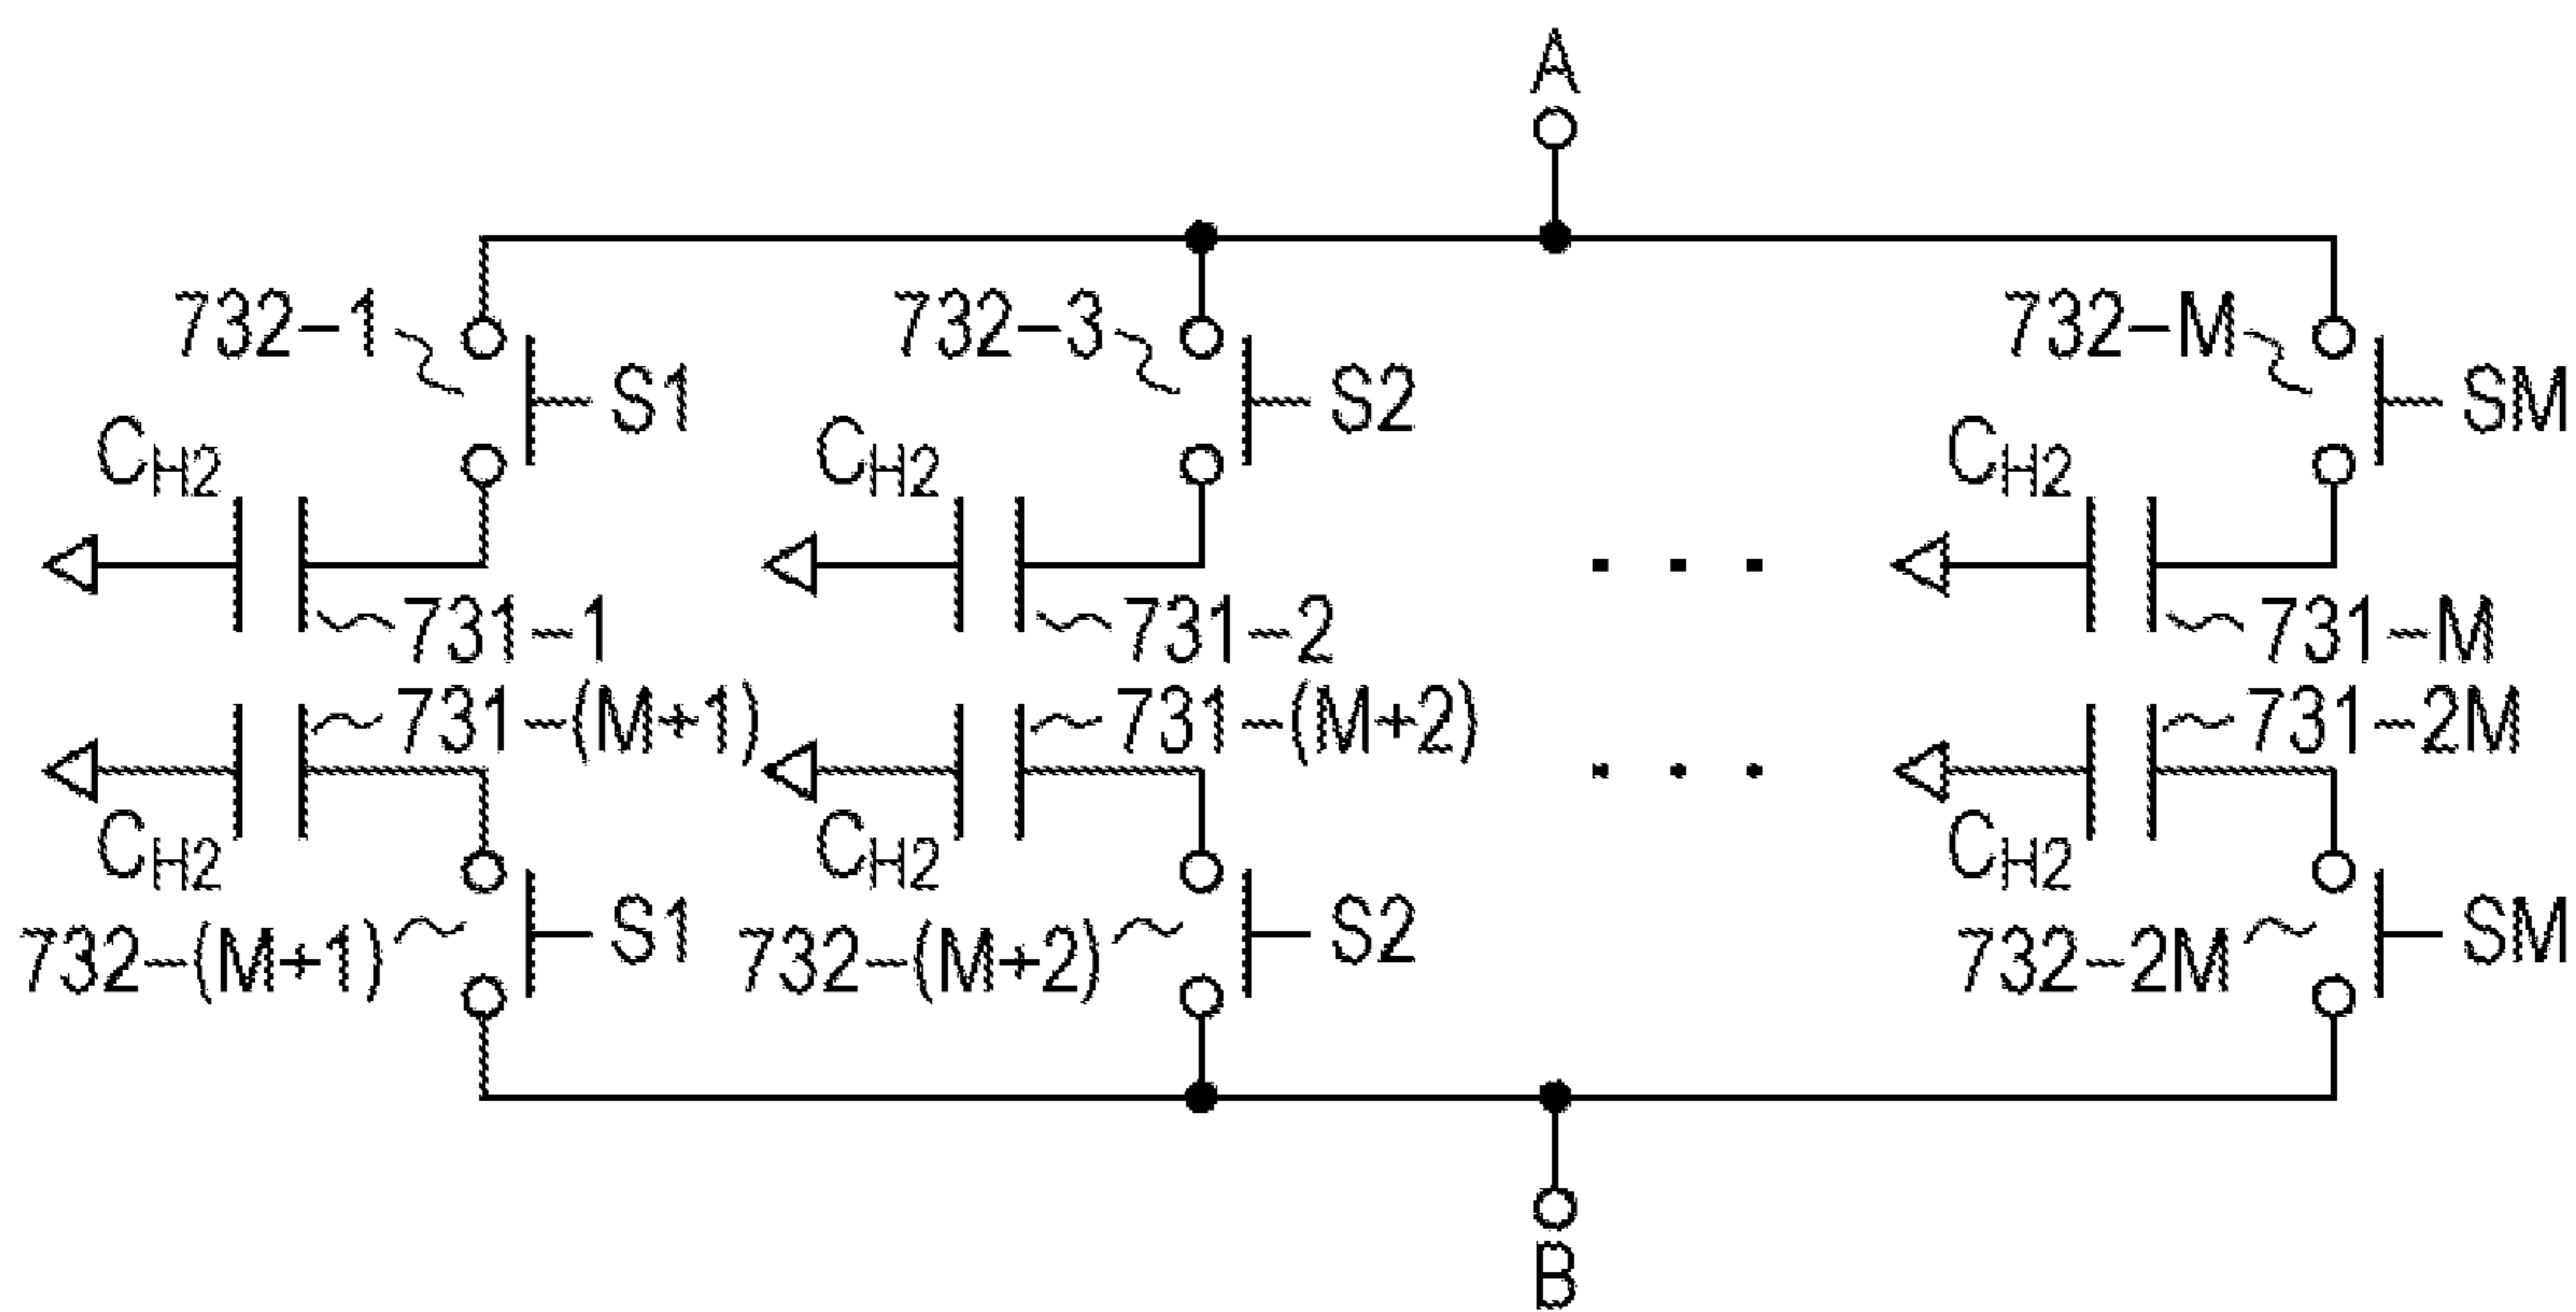 A
732-1
S1
732-3
S2
732-M
SM
CH2
CH2
CH2
731-1
731-2
731-M
731-(M+1)
731-(M+2)
731-2M
CH2
CH2
CH2
732-(M+1)
S1
732-(M+2)
S2
732-2M
SM
B